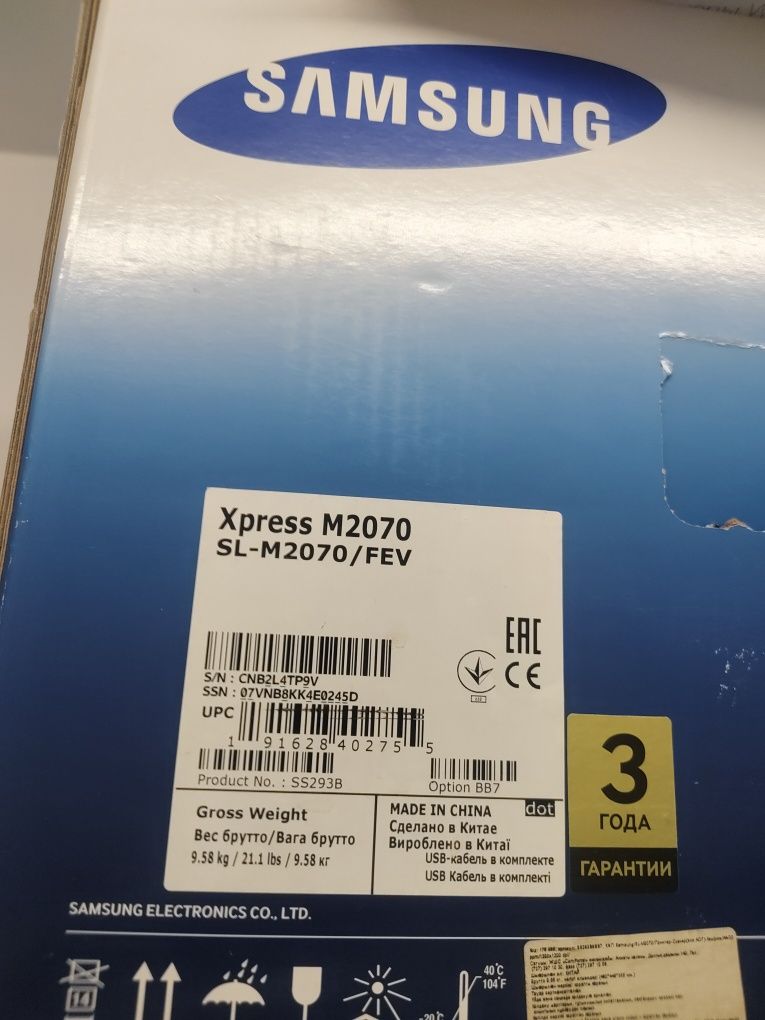 SAMSUNG
Xpress M2070
SL-M2070/FEV
EAC
CE
S/N : CNB2L4TP9V
SSN : 07VNB8KK4E0245D
UPC
1 91628 40275 5
Product No. : SS293B
Option BB7
Gross Weight
Вес брутто/Вага брутто
9.58 kg / 21.1 lbs / 9.58 кг
MADE IN CHINA
dot
Сделано в Китае
Вироблено в Китаї
USB-кабель в комплекте
USB Кабель в комплекті
3
ГОДА
ГАРАНТИИ
SAMSUNG ELECTRONICS CO., LTD.
14
40°C
104°F
-20°C